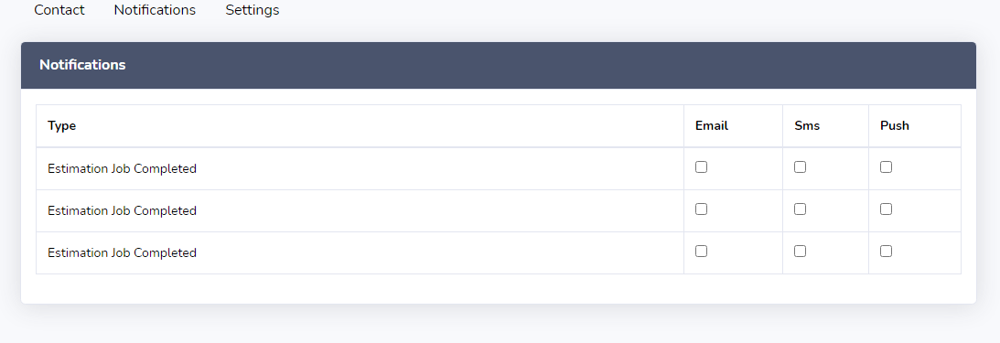 Contact Notifications Settings
Notifications
Type Email Sms Push
Estimation Job Completed
Estimation Job Completed
Estimation Job Completed